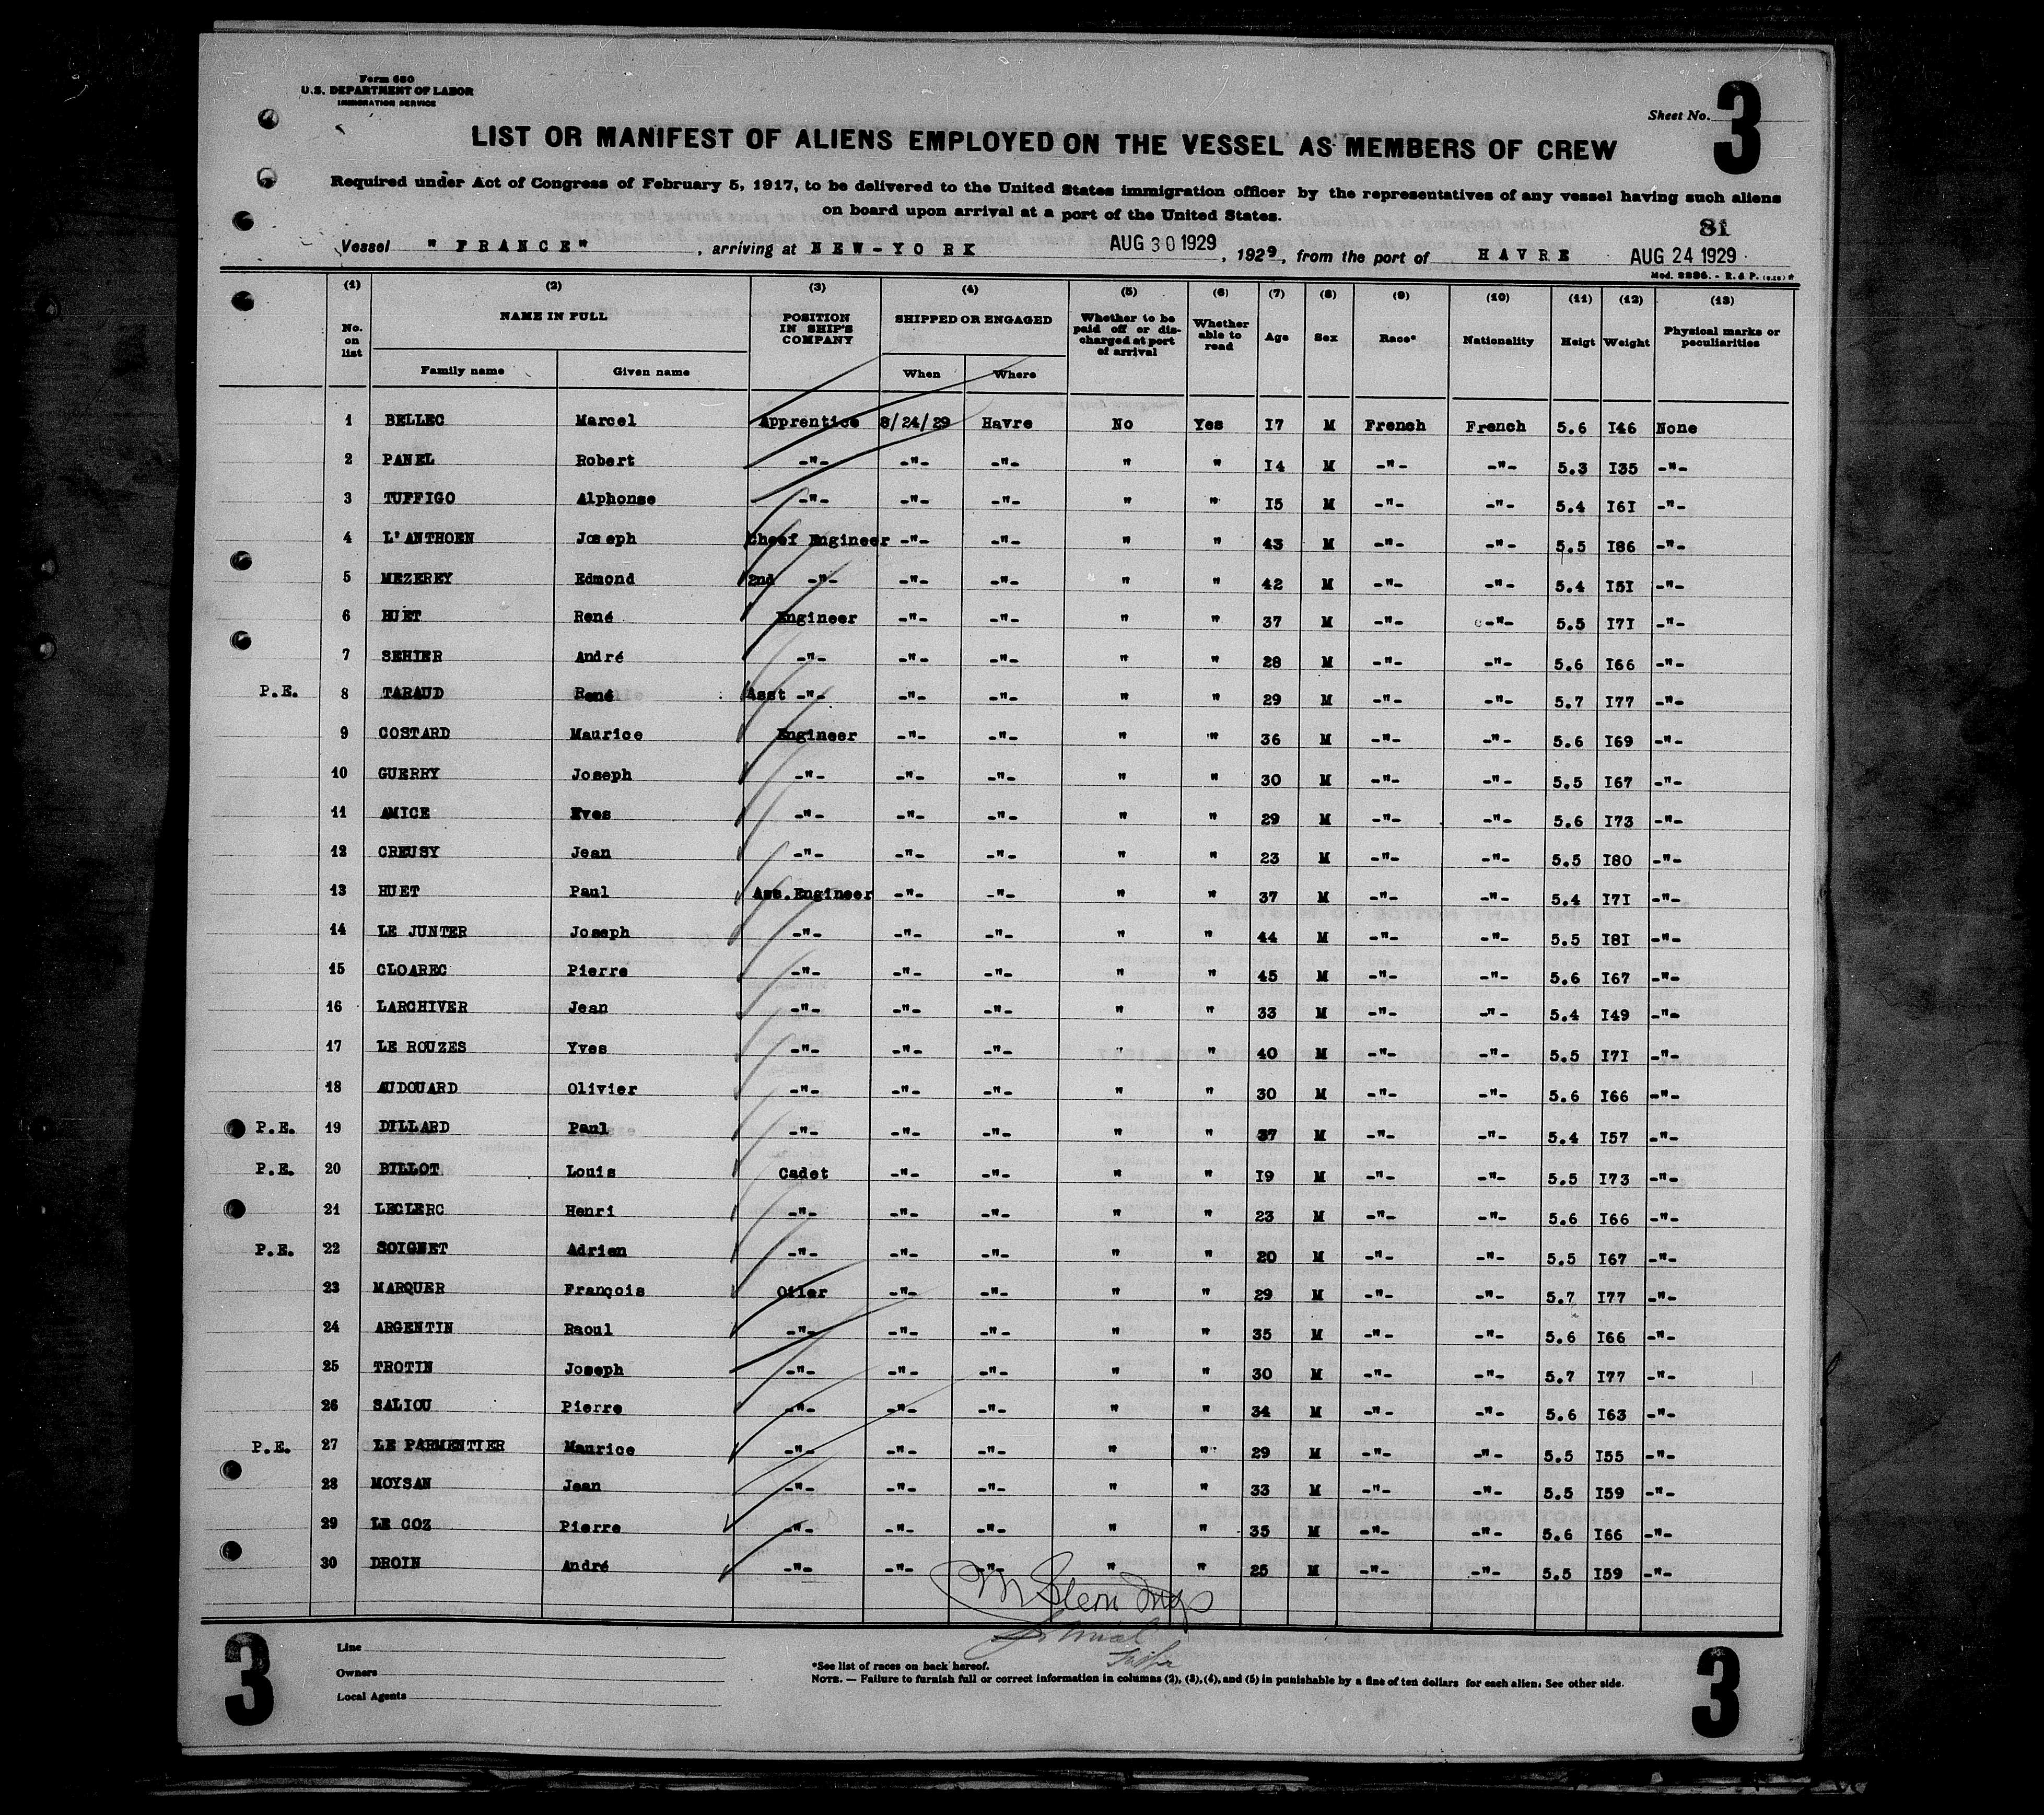 Form 680
U.S. DEPARTMENT OF LABOR
IMMIGRATION SERVICE
Sheet No. 3
LIST OR MANIFEST OF ALIENS EMPLOYED ON THE VESSEL AS MEMBERS OF CREW
Required under Act of Congress of February 5, 1917, to be delivered to the United States immigration officer by the representatives of any vessel having such aliens
on board upon arrival at a port of the United States.
81
Vessel "FRANCE", arriving at NEW-YORK AUG 30 1929, 1929, from the port of HAVRE AUG 24 1929
Mod. 2236. - R. & P.
(1) (2) (3) (4) (5) (6) (7) (8) (9) (10) (11) (12) (13)
No. on list NAME IN FULL POSITION IN SHIP'S COMPANY SHIPPED OR ENGAGED Whether to be paid off or discharged at port of arrival Whether able to read Age Sex Race* Nationality Heigt Weight Physical marks or peculiarities
Family name Given name When Where
1 BELLEC Marcel Apprentice 8/24/29 Havre No Yes I7 M French French 5.6 I46 None
2 PANEL Robert -"- -"- -"- " " I4 M -"- -"- 5.3 I35 -"-
3 TUFFIGO Alphonse -"- -"- -"- " " I5 M -"- -"- 5.4 I6I -"-
4 L'ANTHOEN Joseph Cheef Engineer -"- -"- " " 43 M -"- -"- 5.5 I86 -"-
5 MEZEREY Edmond 2nd -"- -"- -"- " " 42 M -"- -"- 5.4 I5I -"-
6 HUET René Engineer -"- -"- " " 37 M -"- -"- 5.5 I7I -"-
7 SEHIER André -"- -"- -"- " " 28 M -"- -"- 5.6 I66 -"-
P.E. 8 TARAUD René Asst -"- -"- -"- " " 29 M -"- -"- 5.7 I77 -"-
9 COSTARD Maurice Engineer -"- -"- " " 36 M -"- -"- 5.6 I69 -"-
10 GUERRY Joseph -"- -"- -"- " " 30 M -"- -"- 5.5 I67 -"-
11 AMICE Yves -"- -"- -"- " " 29 M -"- -"- 5.6 I73 -"-
12 CREUSY Jean -"- -"- -"- " " 23 M -"- -"- 5.5 I80 -"-
13 HUET Paul Ass.Engineer -"- -"- " " 37 M -"- -"- 5.4 I7I -"-
14 LE JUNTER Joseph -"- -"- -"- " " 44 M -"- -"- 5.5 I8I -"-
15 CLOAREC Pierre -"- -"- -"- " " 45 M -"- -"- 5.6 I67 -"-
16 LARCHIVER Jean -"- -"- -"- " " 33 M -"- -"- 5.4 I49 -"-
17 LE ROUZES Yves -"- -"- -"- " " 40 M -"- -"- 5.5 I7I -"-
18 AUDOUARD Olivier -"- -"- -"- " " 30 M -"- -"- 5.6 I66 -"-
P.E. 19 DILLARD Paul -"- -"- -"- " " 37 M -"- -"- 5.4 I57 -"-
P.E. 20 BILLOT Louis Cadet -"- -"- " " I9 M -"- -"- 5.5 I73 -"-
21 LECLERC Henri -"- -"- -"- " " 23 M -"- -"- 5.6 I66 -"-
P.E. 22 SOIGNET Adrien -"- -"- -"- " " 20 M -"- -"- 5.5 I67 -"-
23 MARQUER François Oiler -"- -"- " " 29 M -"- -"- 5.7 I77 -"-
24 ARGENTIN Raoul -"- -"- -"- " " 35 M -"- -"- 5.6 I66 -"-
25 TROTIN Joseph -"- -"- -"- " " 30 M -"- -"- 5.7 I77 -"-
26 SALIOU Pierre -"- -"- -"- " " 34 M -"- -"- 5.6 I63 -"-
P.E. 27 LE PARMENTIER Maurice -"- -"- -"- " " 29 M -"- -"- 5.5 I55 -"-
28 MOYSAN Jean -"- -"- -"- " " 33 M -"- -"- 5.5 I59 -"-
29 LE COZ Pierre -"- -"- -"- " " 35 M -"- -"- 5.6 I66 -"-
30 DROIN André -"- -"- -"- " " 25 M -"- -"- 5.5 I59 -"-
3
Line
Owners
Local Agents
*See list of races on back hereof.
NOTE. — Failure to furnish full or correct information in columns (2), (3), (4), and (5) in punishable by a fine of ten dollars for each alien. See other side.
3